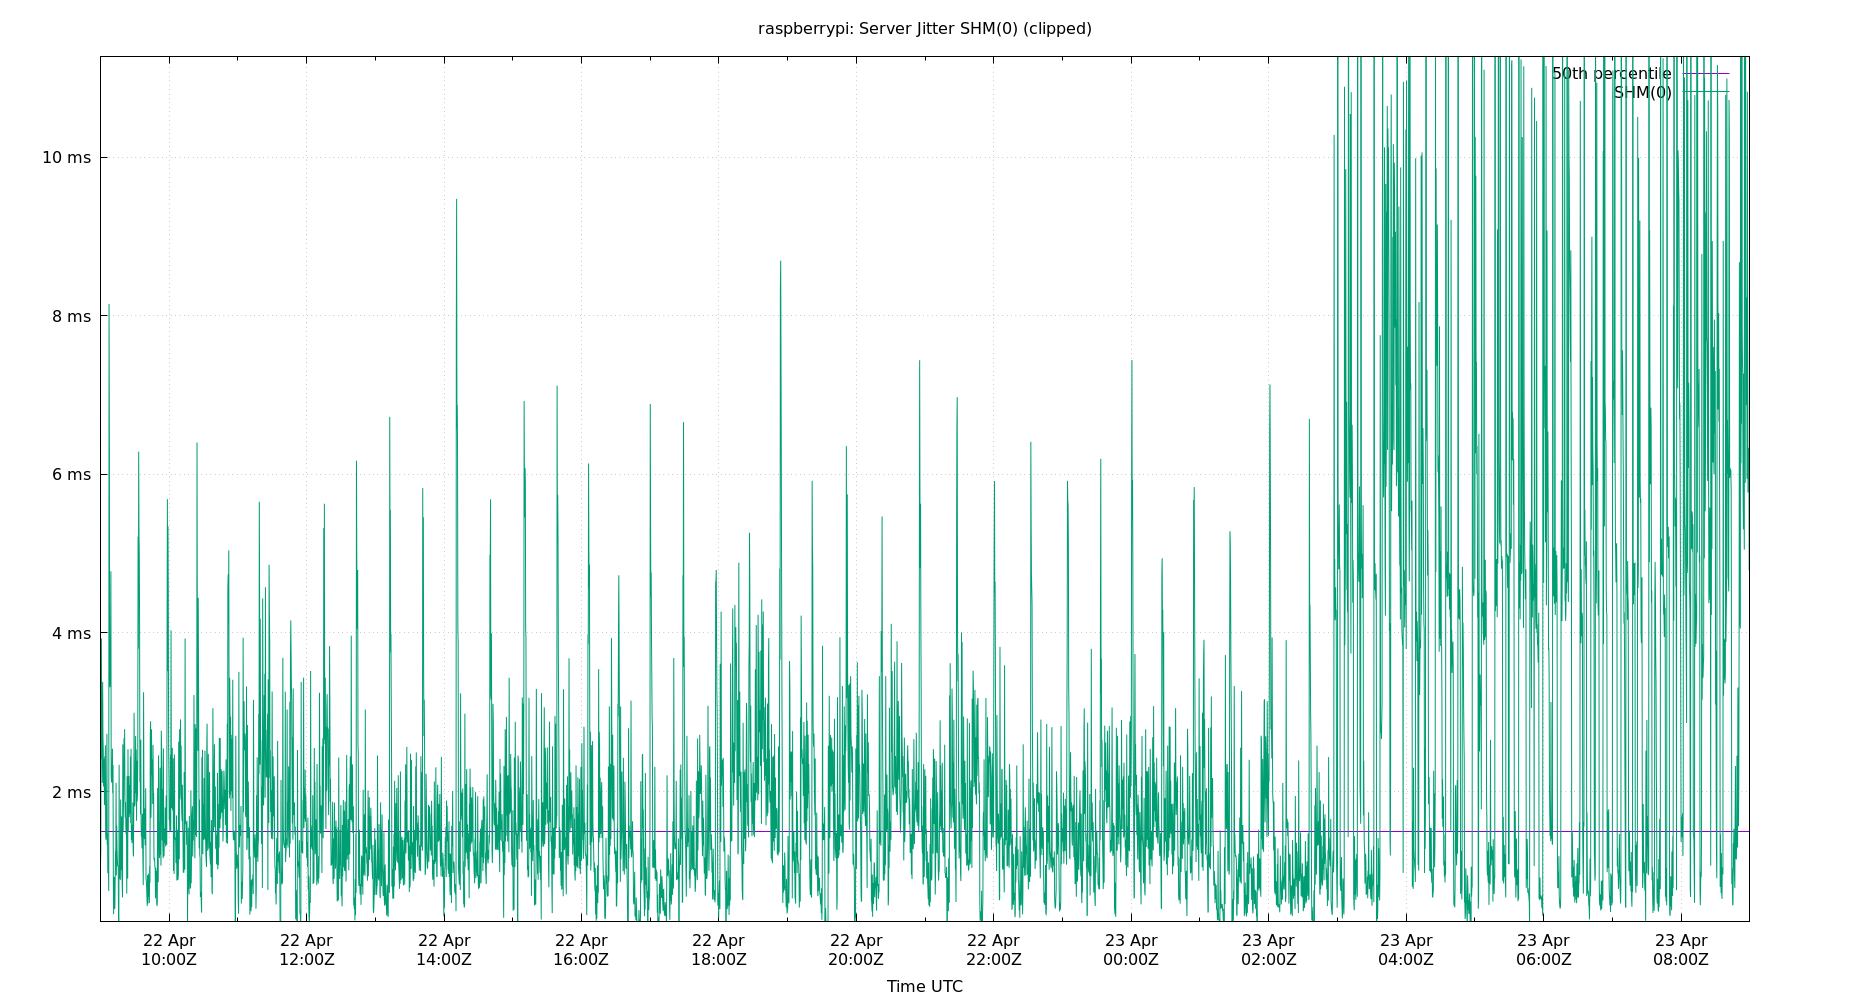 raspberrypi: Server Jitter SHM(0) (clipped)
50th percentile
SHM(0)
10 ms
8 ms
6 ms
4 ms
2 ms
22 Apr 22 Apr 22 Apr 22 Apr 22 Apr 22 Apr 22 Apr 23 Apr 23 Apr 23 Apr 23 Apr 23 Apr
10:00Z 12:00Z 14:00Z 16:00Z 18:00Z 20:00Z 22:00Z 00:00Z 02:00Z 04:00Z 06:00Z 08:00Z
Time UTC